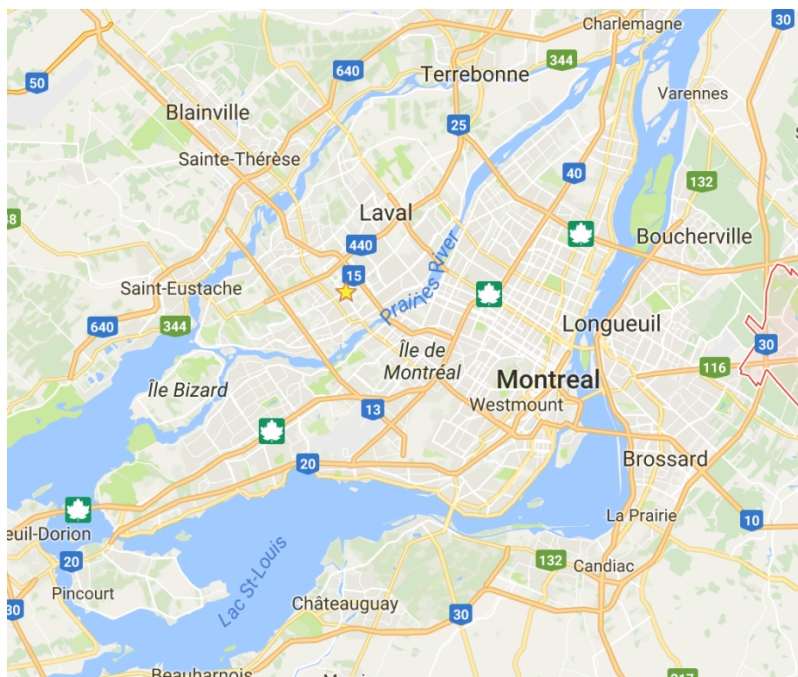 Charlemagne
30
344
640
Terrebonne
50
Varennes
Blainville
25
Sainte-Thérèse
40
132
Laval
Boucherville
440
15
Prairies River
Saint-Eustache
640
344
Longueuil
30
Île de
Montréal
116
Île Bizard
Montreal
Westmount
13
20
Brossard
La Prairie
10
euil-Dorion
20
132
Candiac
Pincourt
Lac St-Louis
Châteauguay
30
30
Beauharnois